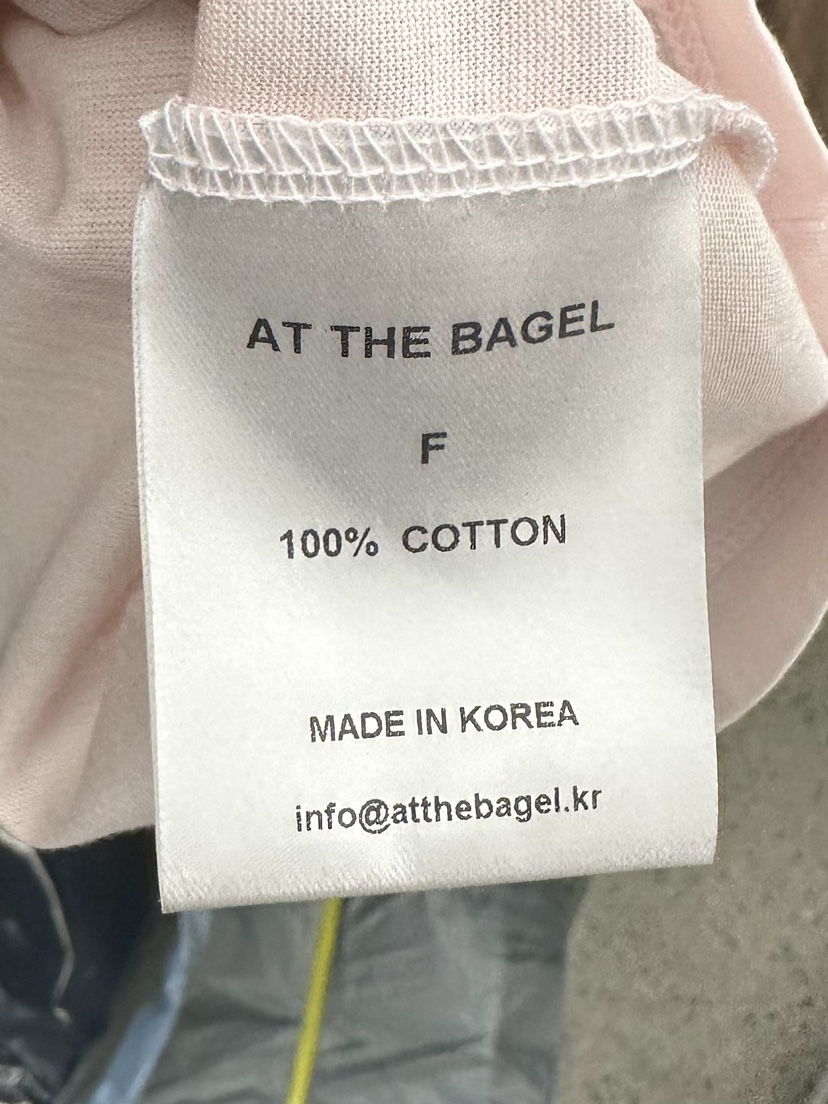 AT THE BAGEL
F
100% COTTON
MADE IN KOREA
info@atthebagel.kr